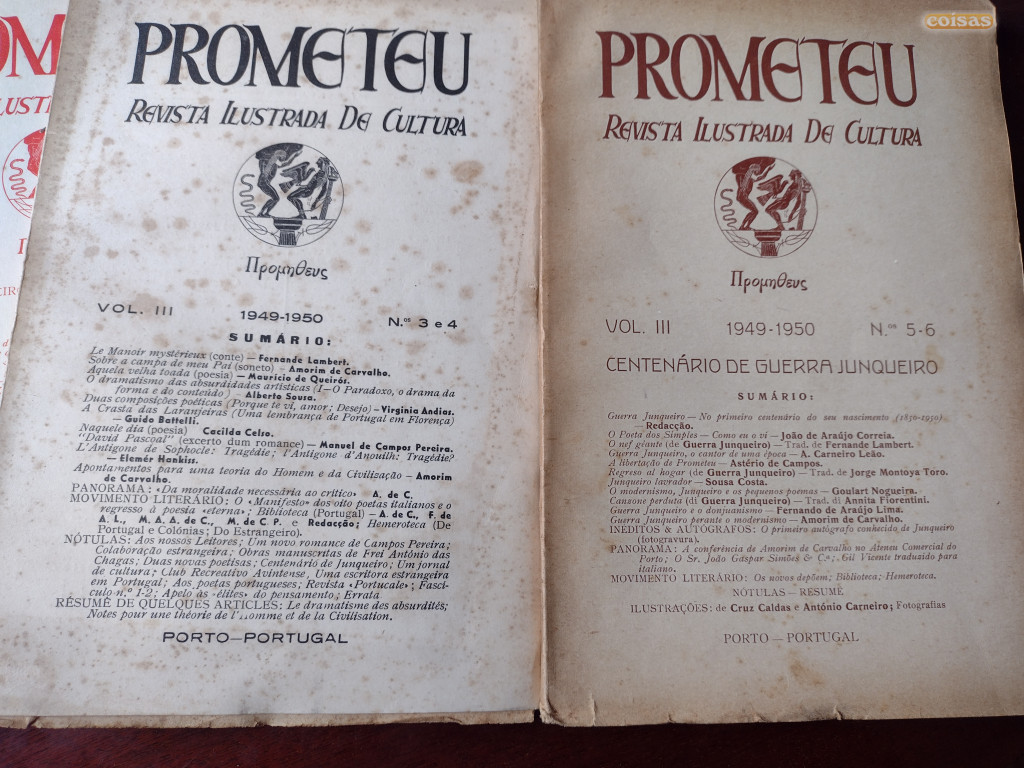 coisas
OMA
LUSTR
PROMETEU
REVISTA ILUSTRADA DE CULTURA
Προμηθευς
VOL. III 1949-1950 N.os 3 e 4
SUMÁRIO:
Le Manoir mystérieux (conte) — Fernande Lambert.
Sobre a campa de meu Pai (soneto) — Amorim de Carvalho.
Aquela velha toada (poesia) — Mauricio de Queirós.
O dramatismo das absurdidades artísticas (I—O Paradoxo, o drama da
forma e do conteúdo) — Alberto Sousa.
Duas composições poéticas (Porque te vi, amor; Desejo) — Virginia Andias.
A Crasta das Laranjeiras (Uma lembrança de Portugal em Florença)
— Guido Battelli.
Naquele dia (poesia) — Cacilda Celso.
"David Pascoal" (excerto dum romance) — Manuel de Campos Pereira.
L'Antigone de Sophocle: Tragédie; l'Antigone d'Anouilh: Tragédie?
— Elemér Hankiss.
Apontamentos para uma teoria do Homem e da Civilização — Amorim
de Carvalho.
PANORAMA: «Da moralidade necessária ao crítico» — A. de C.
MOVIMENTO LITERÁRIO: O «Manifesto» dos oito poetas italianos e o
regresso à poesia «eterna»; Biblioteca (Portugal) — A. de C., F. de
A. L., M. A. A. de C., M. de C. P. e Redacção; Hemeroteca (De
Portugal e Colónias; Do Estrangeiro).
NÓTULAS: Aos nossos Leitores; Um novo romance de Campos Pereira;
Colaboração estrangeira; Obras manuscritas de Frei António das
Chagas; Duas novas poetisas; Centenário de Junqueiro; Um jornal
de cultura; Club Recreativo Avintense, Uma escritora estrangeira
em Portugal; Aos poetas portugueses; Revista «Portucale»; Fascí-
culo n.º 1-2; Apelo às «élites» do pensamento; Errata
RÉSUMÉ DE QUELQUES ARTICLES: Le dramatisme des absurdités;
Notes pour une théorie de l'Homme et de la Civilisation.
PORTO—PORTUGAL
PROMETEU
REVISTA ILUSTRADA DE CULTURA
Προμηθευς
VOL. III 1949-1950 N.os 5-6
CENTENÁRIO DE GUERRA JUNQUEIRO
SUMÁRIO:
Guerra Junqueiro — No primeiro centenário do seu nascimento (1850-1950).
— Redacção.
O Poeta dos Simples — Como eu o vi — João de Araújo Correia.
O nef géante (de Guerra Junqueiro) — Trad. de Fernande Lambert.
Guerra Junqueiro, o cantor de uma época — A. Carneiro Leão.
A libertação de Prometeu — Astério de Campos.
Regreso al hogar (de Guerra Junqueiro) — Trad. de Jorge Montoya Toro.
Junqueiro lavrador — Sousa Costa.
O modernismo, Junqueiro e os pequenos poemas — Goulart Nogueira.
Canzone perduta (di Guerra Junqueiro) — Trad. di Annita Fiorentini.
Guerra Junqueiro e o donjuanismo — Fernando de Araújo Lima.
Guerra Junqueiro perante o modernismo — Amorim de Carvalho.
INÉDITOS & AUTÓGRAFOS: O primeiro autógrafo conhecido de Junqueiro
(fotogravura).
PANORAMA: A conferência de Amorim de Carvalho no Ateneu Comercial do
Porto; O Sr. João Gaspar Simões & C.ª; Gil Vicente traduzido para
italiano.
MOVIMENTO LITERÁRIO: Os novos depõem; Biblioteca; Hemeroteca.
NÓTULAS — RESUMÉ
ILUSTRAÇÕES: de Cruz Caldas e António Carneiro; Fotografias
PORTO — PORTUGAL